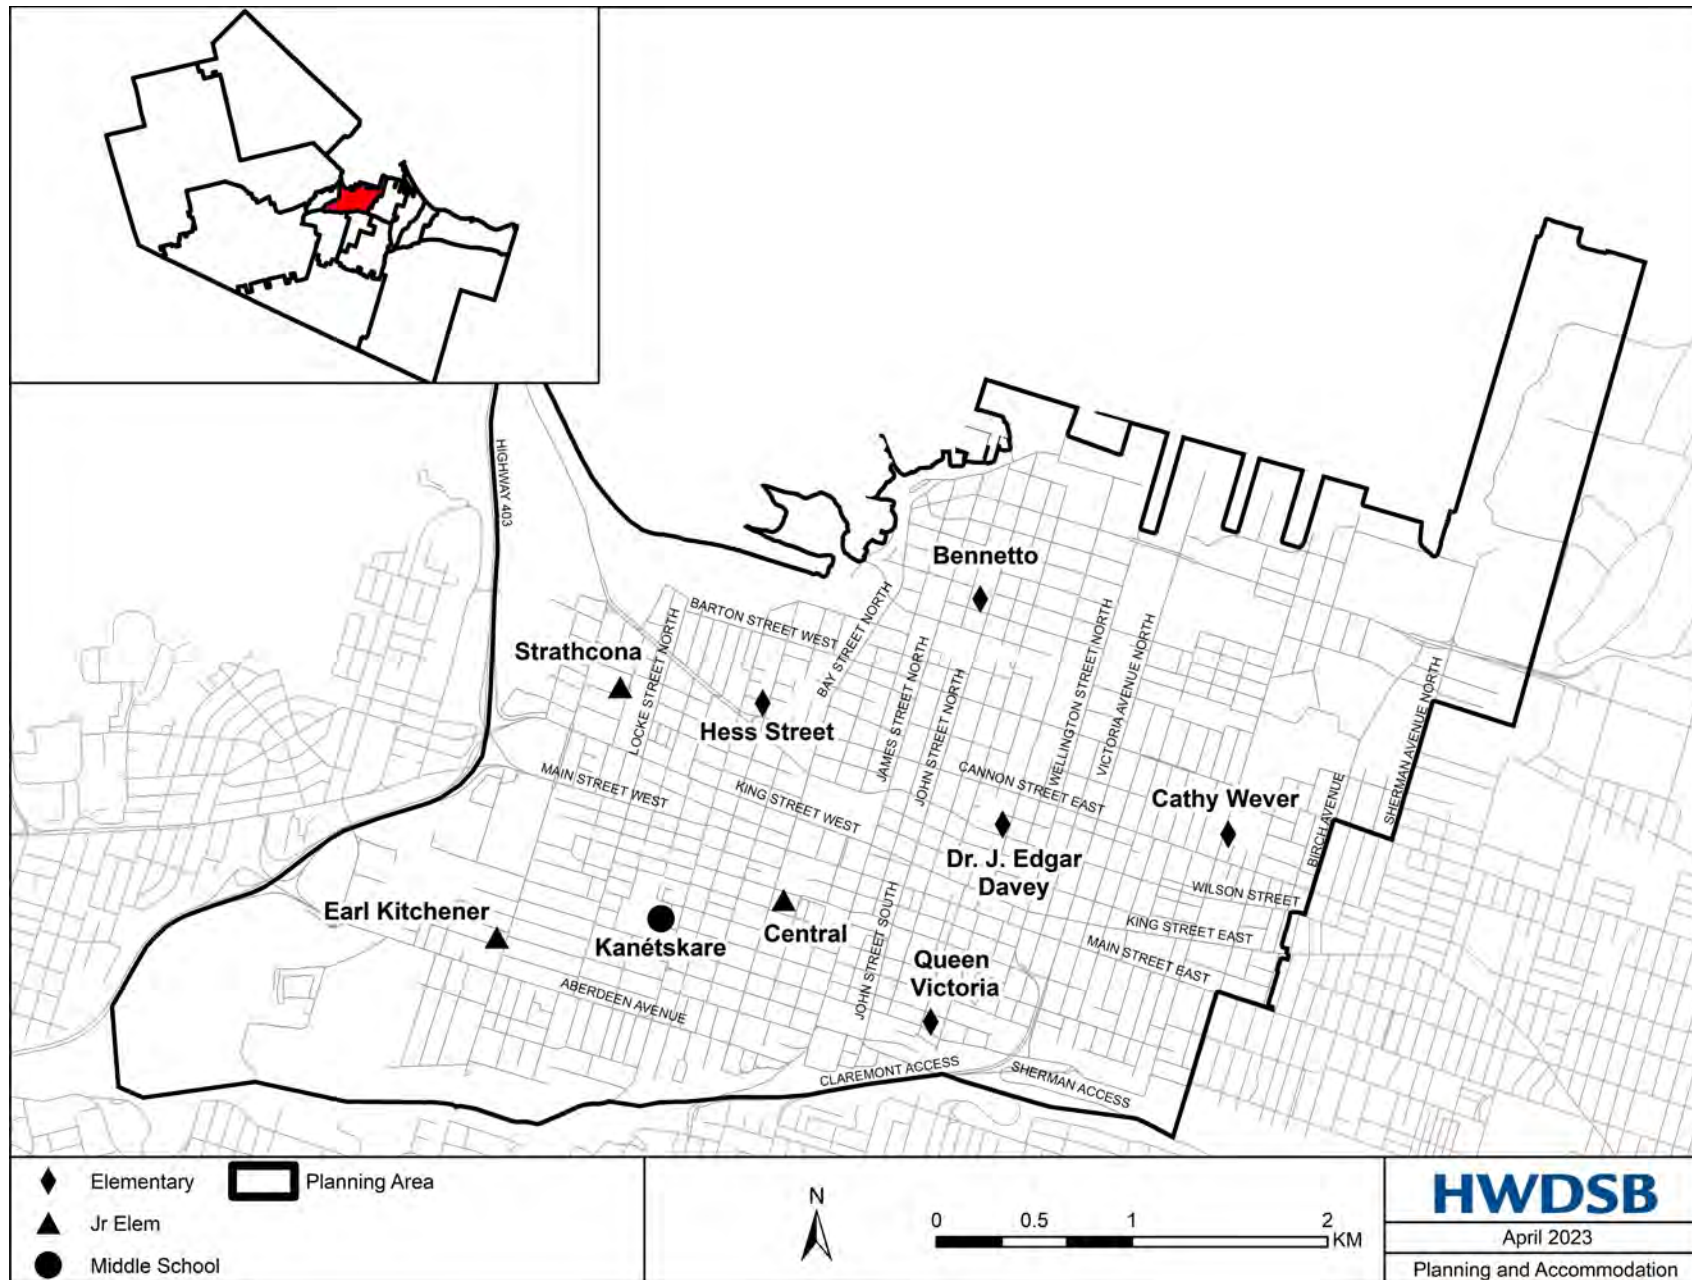 HIGHWAY 403
Bennetto
BARTON STREET WEST
BAY STREET NORTH
Strathcona
LOCKE STREET NORTH
Hess Street
JAMES STREET NORTH
JOHN STREET NORTH
WELLINGTON STREET NORTH
VICTORIA AVENUE NORTH
SHERMAN AVENUE NORTH
MAIN STREET WEST
KING STREET WEST
CANNON STREET EAST
Cathy Wever
BIRCH AVENUE
Dr. J. Edgar
Davey
WILSON STREET
Earl Kitchener
Kanétskare
Central
JOHN STREET SOUTH
KING STREET EAST
MAIN STREET EAST
Queen
Victoria
ABERDEEN AVENUE
CLAREMONT ACCESS
SHERMAN ACCESS
Elementary
Planning Area
Jr Elem
Middle School
N
0 0.5 1 2
KM
HWDSB
April 2023
Planning and Accommodation